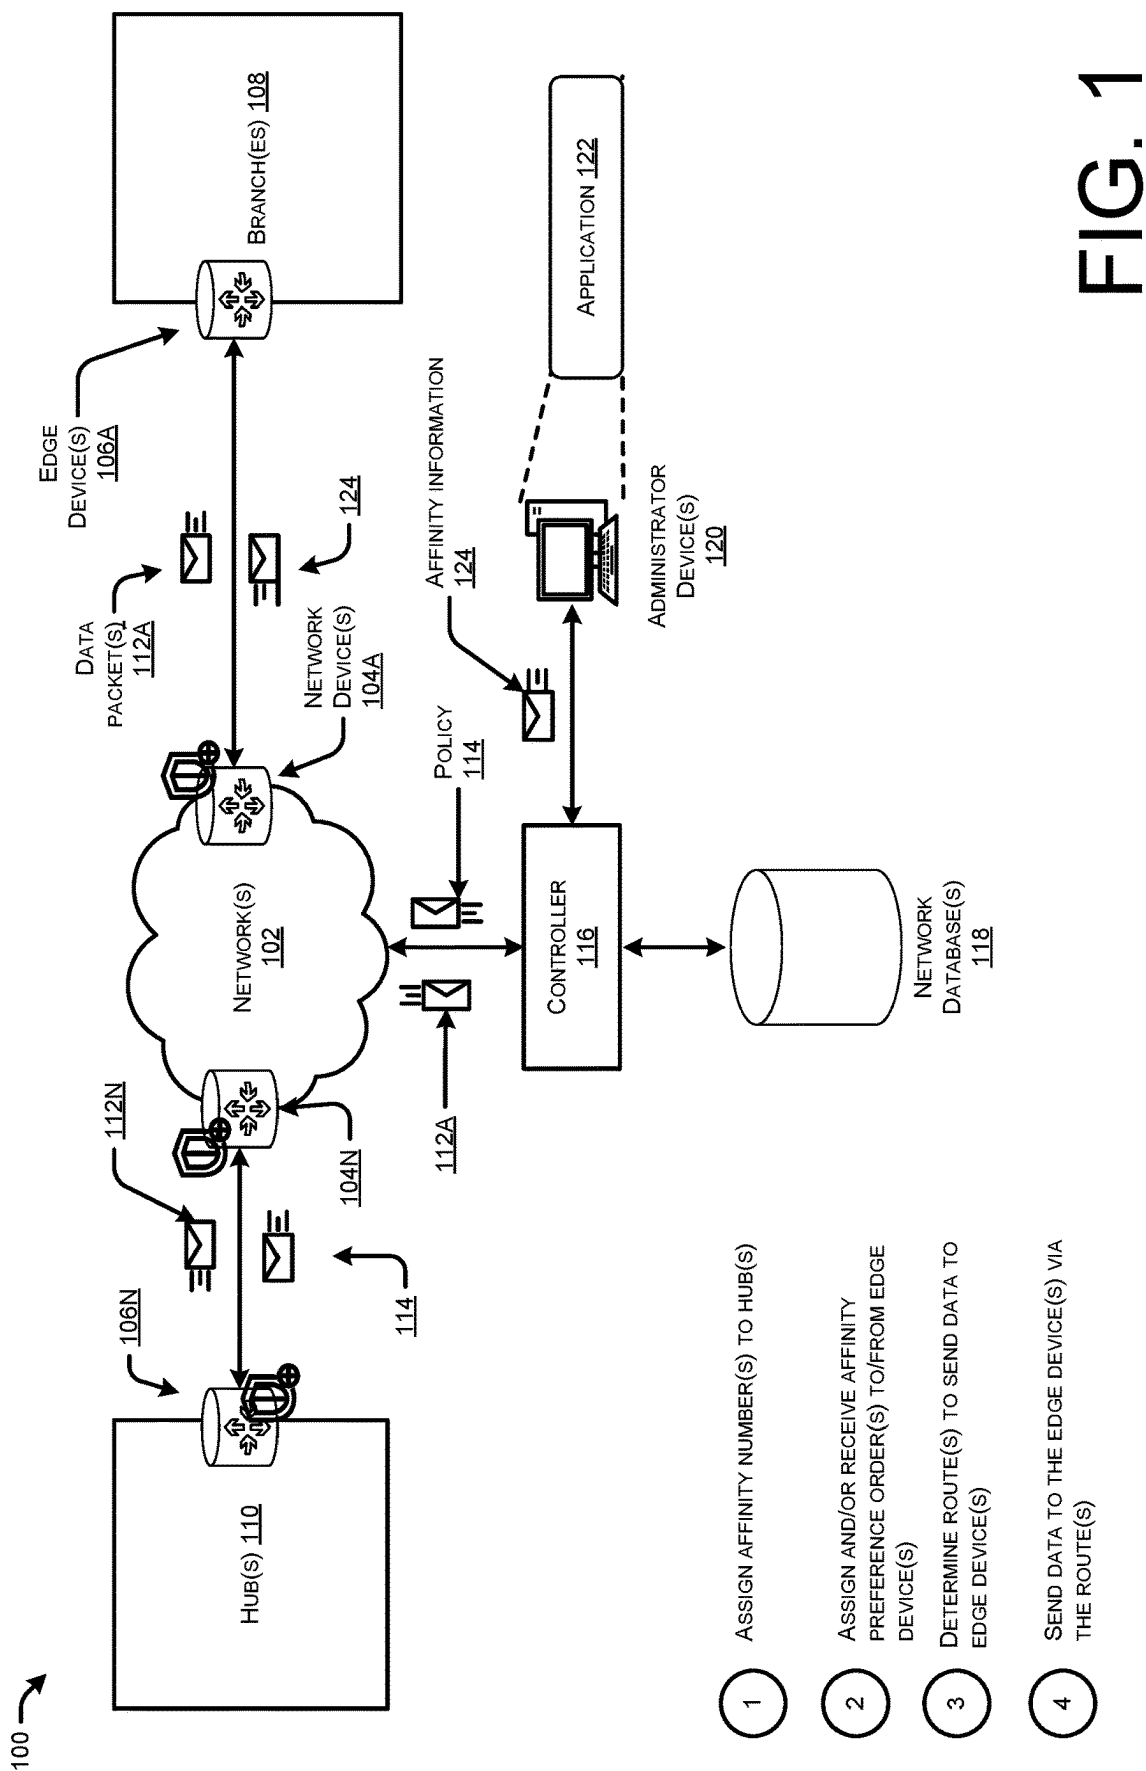 100
HUB(S) 110
106N
112N
114
104N
NETWORK(S)
102
112A
POLICY
114
NETWORK
DEVICE(S)
104A
DATA
PACKET(S)
112A
124
EDGE
DEVICE(S)
106A
BRANCH(ES) 108
CONTROLLER
116
AFFINITY INFORMATION
124
NETWORK
DATABASE(S)
118
ADMINISTRATOR
DEVICE(S)
120
APPLICATION 122
1
ASSIGN AFFINITY NUMBER(S) TO HUB(S)
2
ASSIGN AND/OR RECEIVE AFFINITY
PREFERENCE ORDER(S) TO/FROM EDGE
DEVICE(S)
3
DETERMINE ROUTE(S) TO SEND DATA TO
EDGE DEVICE(S)
4
SEND DATA TO THE EDGE DEVICE(S) VIA
THE ROUTE(S)
FIG. 1